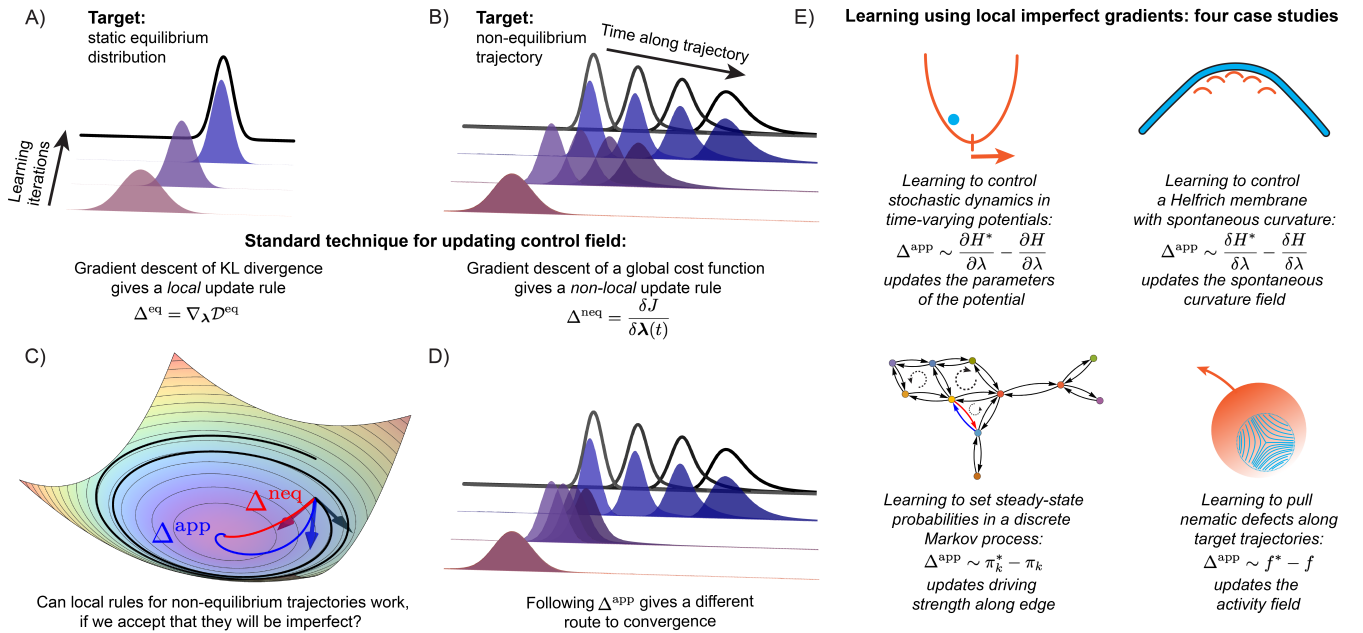 A)
Target:
static equilibrium
distribution
Learning
iterations
B)
Target:
non-equilibrium
trajectory
Time along trajectory
Standard technique for updating control field:
Gradient descent of KL divergence
gives a local update rule
Δ^eq = ∇_λ 𝒟^eq
Gradient descent of a global cost function
gives a non-local update rule
Δ^neq = δJ / δλ(t)
C)
Δ^neq
Δ^app
Can local rules for non-equilibrium trajectories work,
if we accept that they will be imperfect?
D)
Following Δ^app gives a different
route to convergence
E)
Learning using local imperfect gradients: four case studies
Learning to control
stochastic dynamics in
time-varying potentials:
Δ^app ∼ ∂H*/∂λ − ∂H/∂λ
updates the parameters
of the potential
Learning to control
a Helfrich membrane
with spontaneous curvature:
Δ^app ∼ δH*/δλ − δH/δλ
updates the spontaneous
curvature field
Learning to set steady-state
probabilities in a discrete
Markov process:
Δ^app ∼ π*_k − π_k
updates driving
strength along edge
Learning to pull
nematic defects along
target trajectories:
Δ^app ∼ f* − f
updates the
activity field